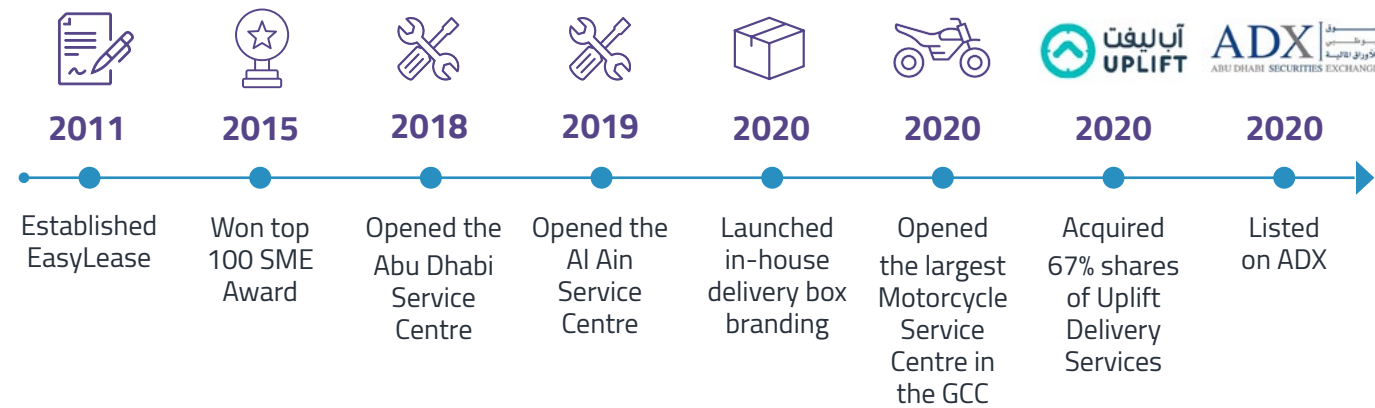 آب ليفت
UPLIFT
ADX
ABU DHABI SECURITIES EXCHANGE
2011
2015
2018
2019
2020
2020
2020
2020
Established
EasyLease
Won top
100 SME
Award
Opened the
Abu Dhabi
Service
Centre
Opened the
Al Ain
Service
Centre
Launched
in-house
delivery box
branding
Opened
the largest
Motorcycle
Service
Centre in
the GCC
Acquired
67% shares
of Uplift
Delivery
Services
Listed
on ADX